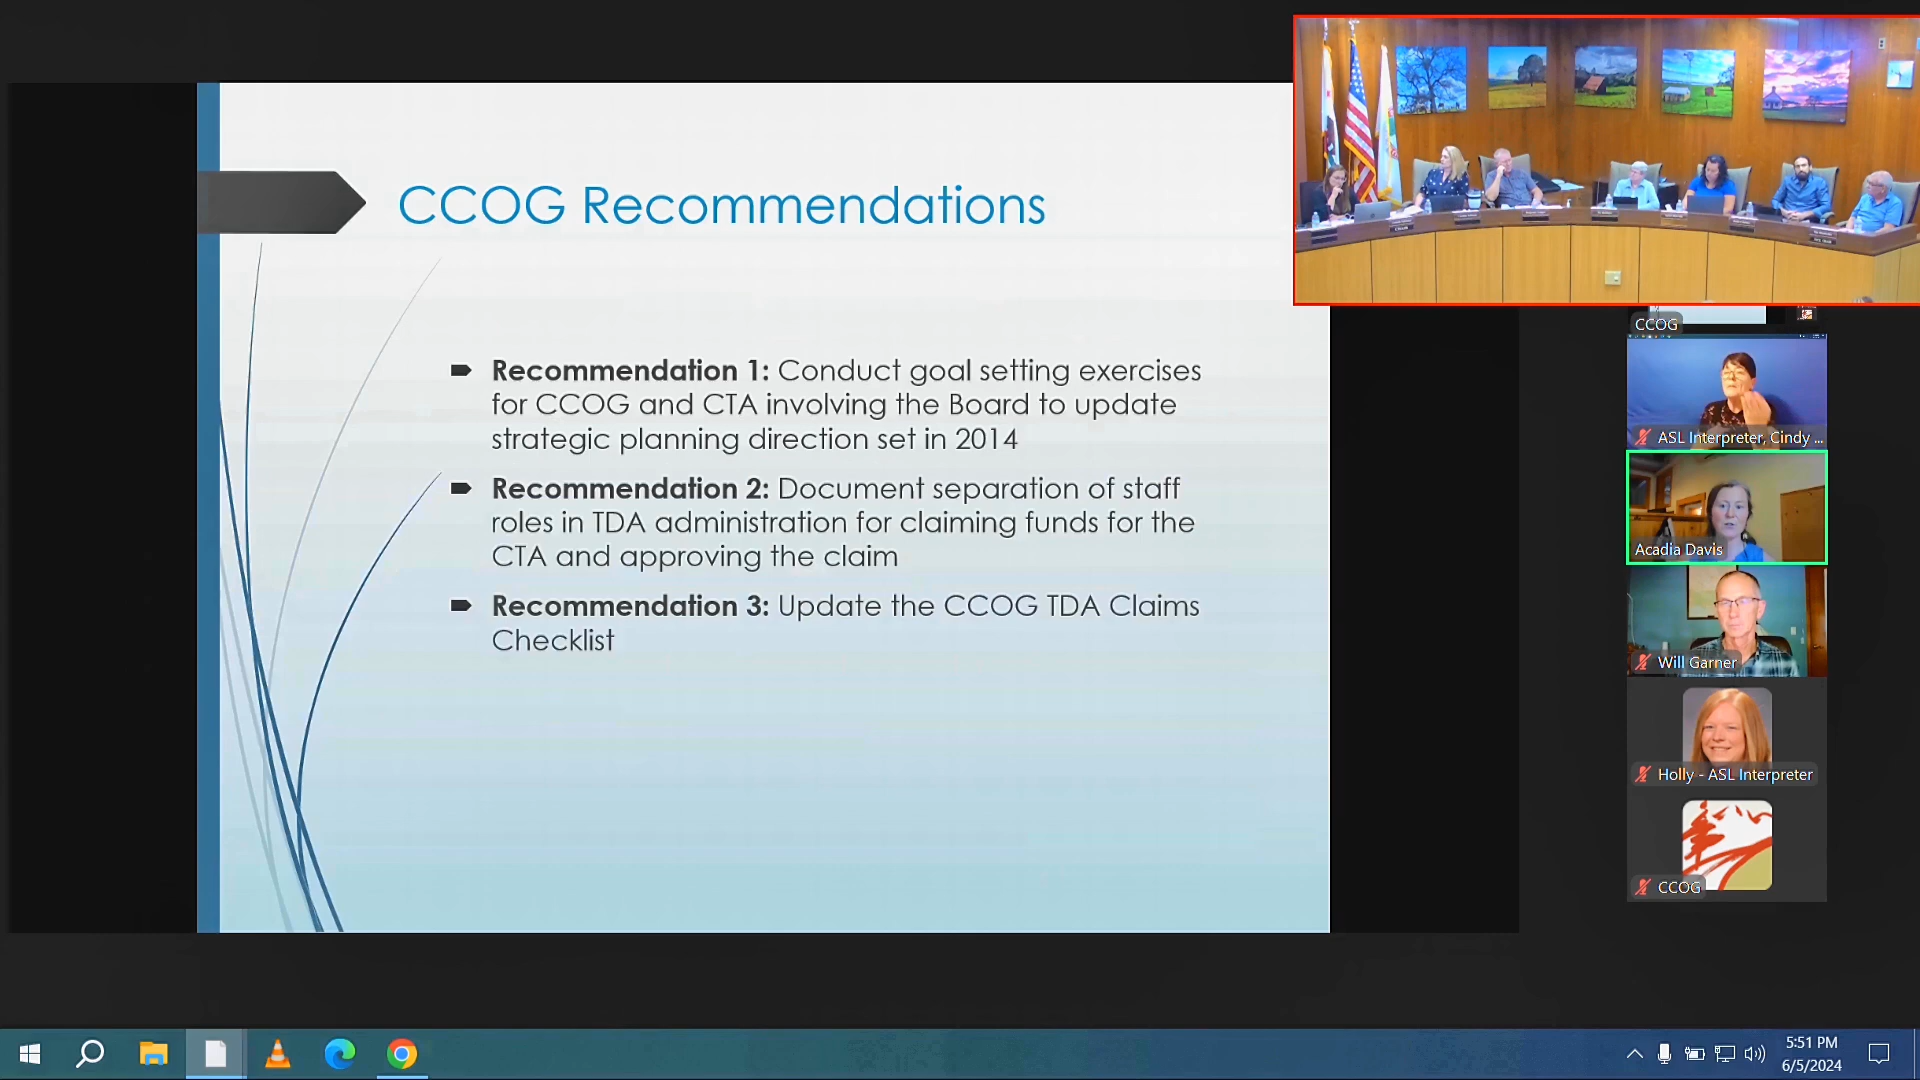 CCOG Recommendations
Recommendation 1: Conduct goal setting exercises
for CCOG and CTA involving the Board to update
strategic planning direction set in 2014
Recommendation 2: Document separation of staff
roles in TDA administration for claiming funds for the
CTA and approving the claim
Recommendation 3: Update the CCOG TDA Claims
Checklist
CCOG
ASL Interpreter, Cindy ...
Acadia Davis
Will Garner
Holly - ASL Interpreter
CCOG
5:51 PM
6/5/2024